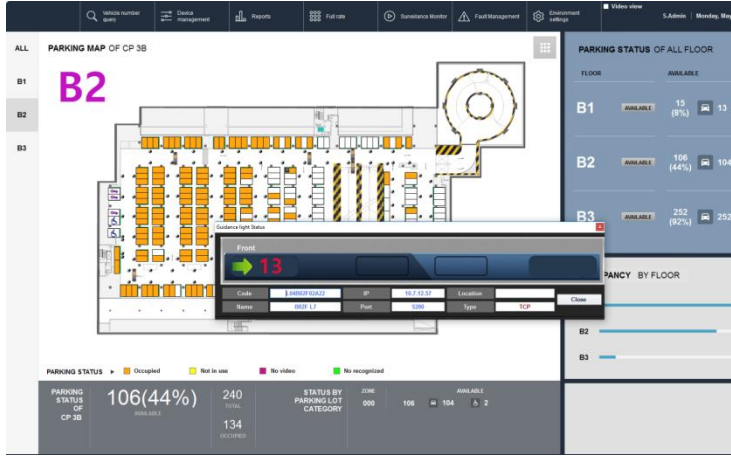 Vehicle number query
Device management
Reports
Full rate
Surveilance Monitor
Fault Management
Environment settings
Video view
S.Admin | Monday, May
ALL
B1
B2
B3
PARKING MAP OF CP 3B
B2
PARKING STATUS OF ALL FLOOR
FLOOR AVAILABLE
B1 AVAILABLE 15 (8%) 13
B2 AVAILABLE 106 (44%) 104
B3 AVAILABLE 252 (92%) 252
Guidance light Status
Front
13
Code IP 10.7.12.57 Location
Name Port 5200 Type TCP
Close
PANCY BY FLOOR
B2
B3
PARKING STATUS Occupied Not in use No video No recognized
PARKING STATUS OF CP 3B
106(44%)
AVAILABLE
240
TOTAL
134
OCCUPIED
STATUS BY PARKING LOT CATEGORY
ZONE AVAILABLE
000 106 104 2